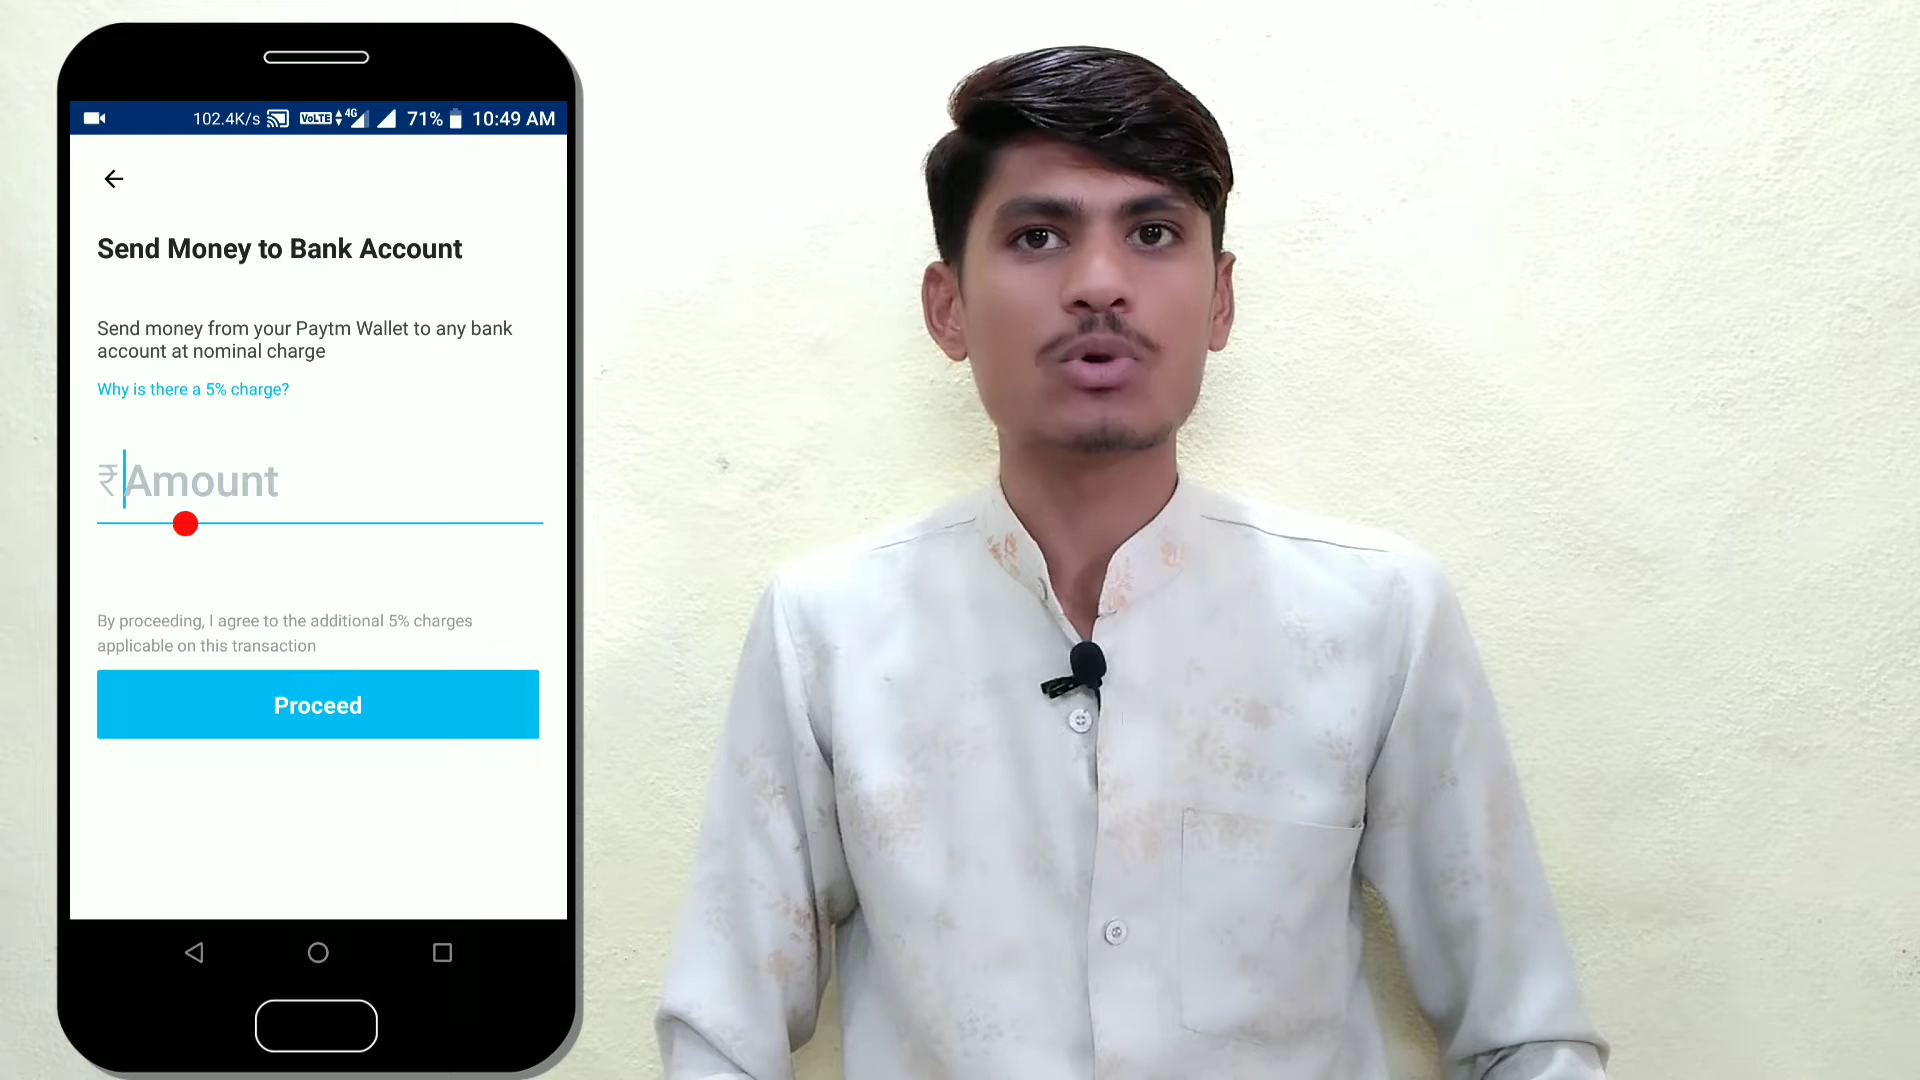 102.4K/s VoLTE 4G 71% 10:49 AM
Send Money to Bank Account
Send money from your Paytm Wallet to any bank
account at nominal charge
Why is there a 5% charge?
₹ Amount
By proceeding, I agree to the additional 5% charges
applicable on this transaction
Proceed